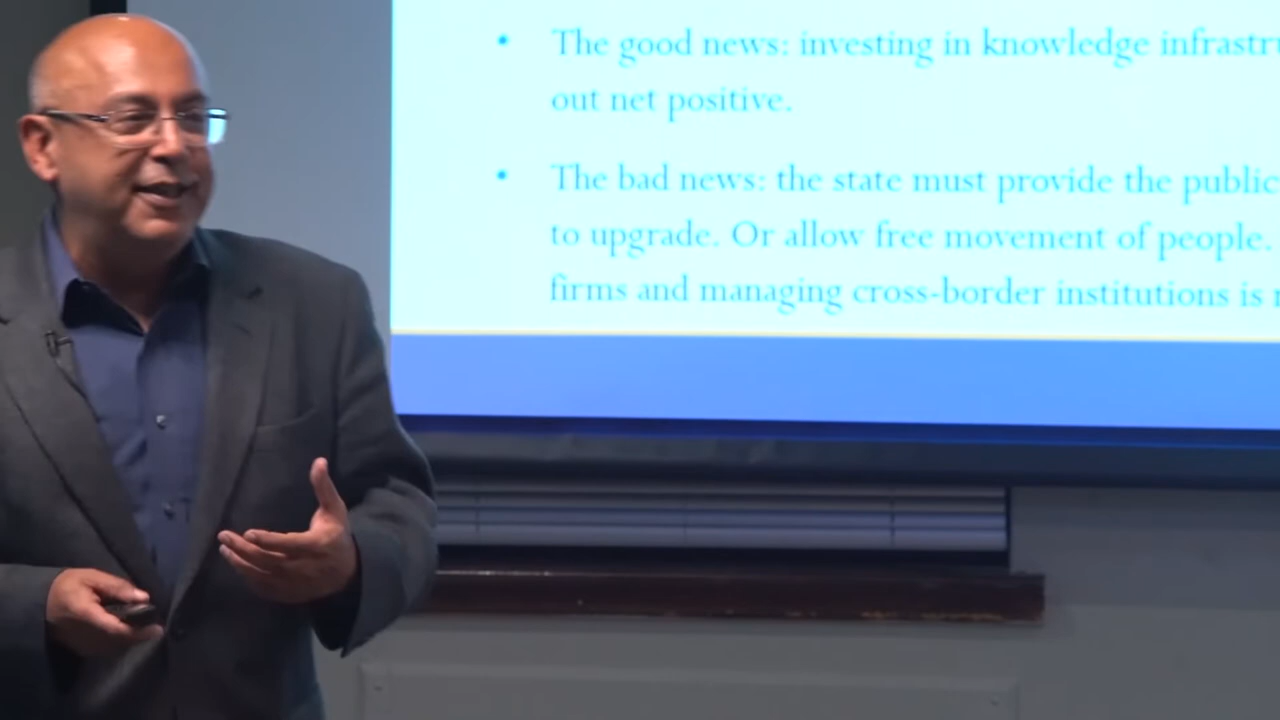 • The good news: investing in knowledge infrastr
out net positive.
• The bad news: the state must provide the public
to upgrade. Or allow free movement of people.
firms and managing cross-border institutions is